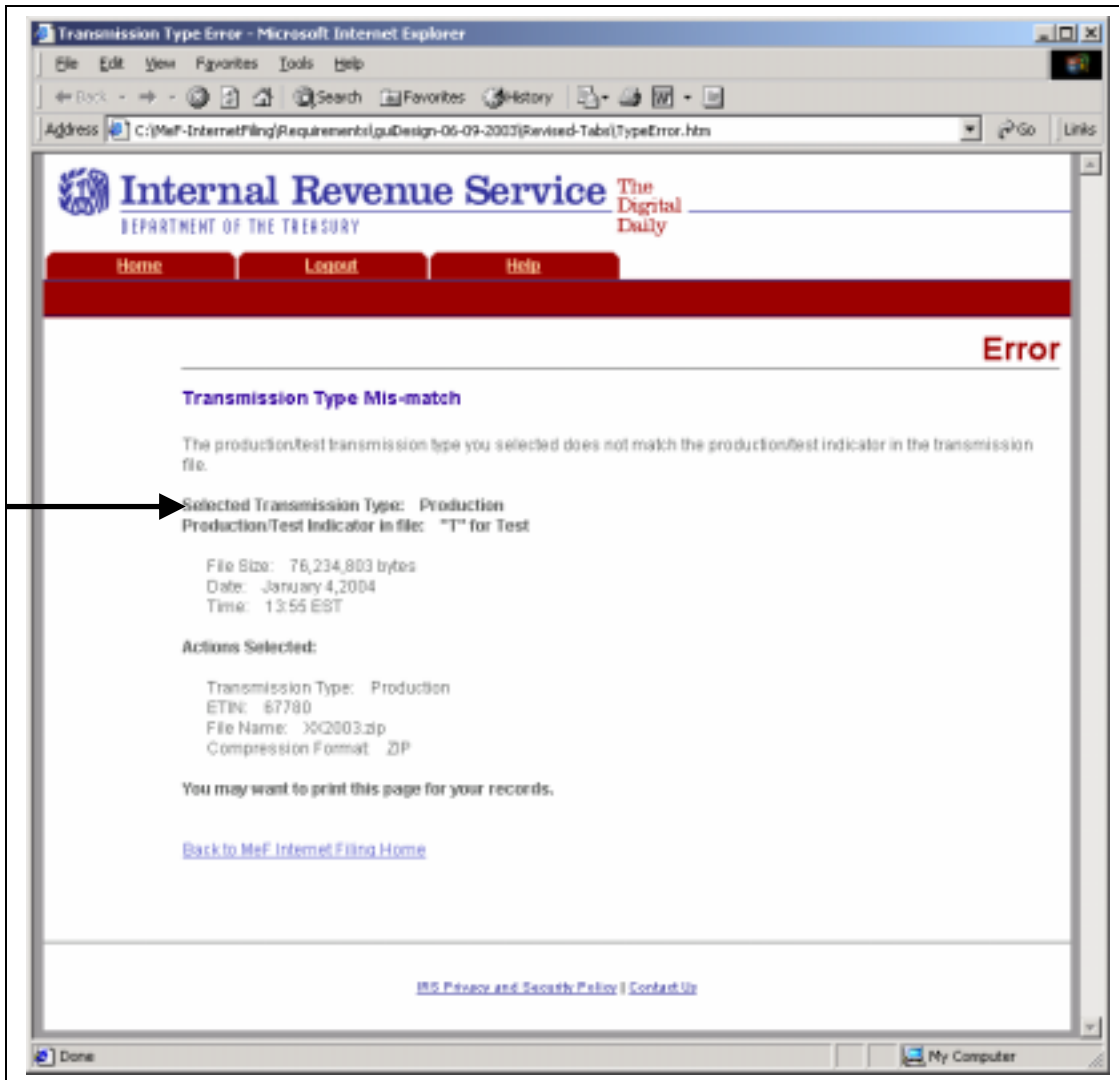 Transmission Type Error - Microsoft Internet Explorer
File Edit View Favorites Tools Help
Back Search Favorites History
Address C:\MeF-InternetFiling\Requirements\guiDesign-06-09-2003\Revised-Tabs\TypeError.htm Go Links
Internal Revenue Service The
Digital
Daily
DEPARTMENT OF THE TREASURY
Home Logout Help
Error
Transmission Type Mis-match
The production/test transmission type you selected does not match the production/test indicator in the transmission
file.
Selected Transmission Type: Production
Production/Test Indicator in file: "T" for Test
File Size: 76,234,803 bytes
Date: January 4,2004
Time: 13:55 EST
Actions Selected:
Transmission Type: Production
ETIN: 67780
File Name: XX2003.zip
Compression Format ZIP
You may want to print this page for your records.
Back to MeF Internet Filing Home
IRS Privacy and Security Policy | Contact Us
Done My Computer